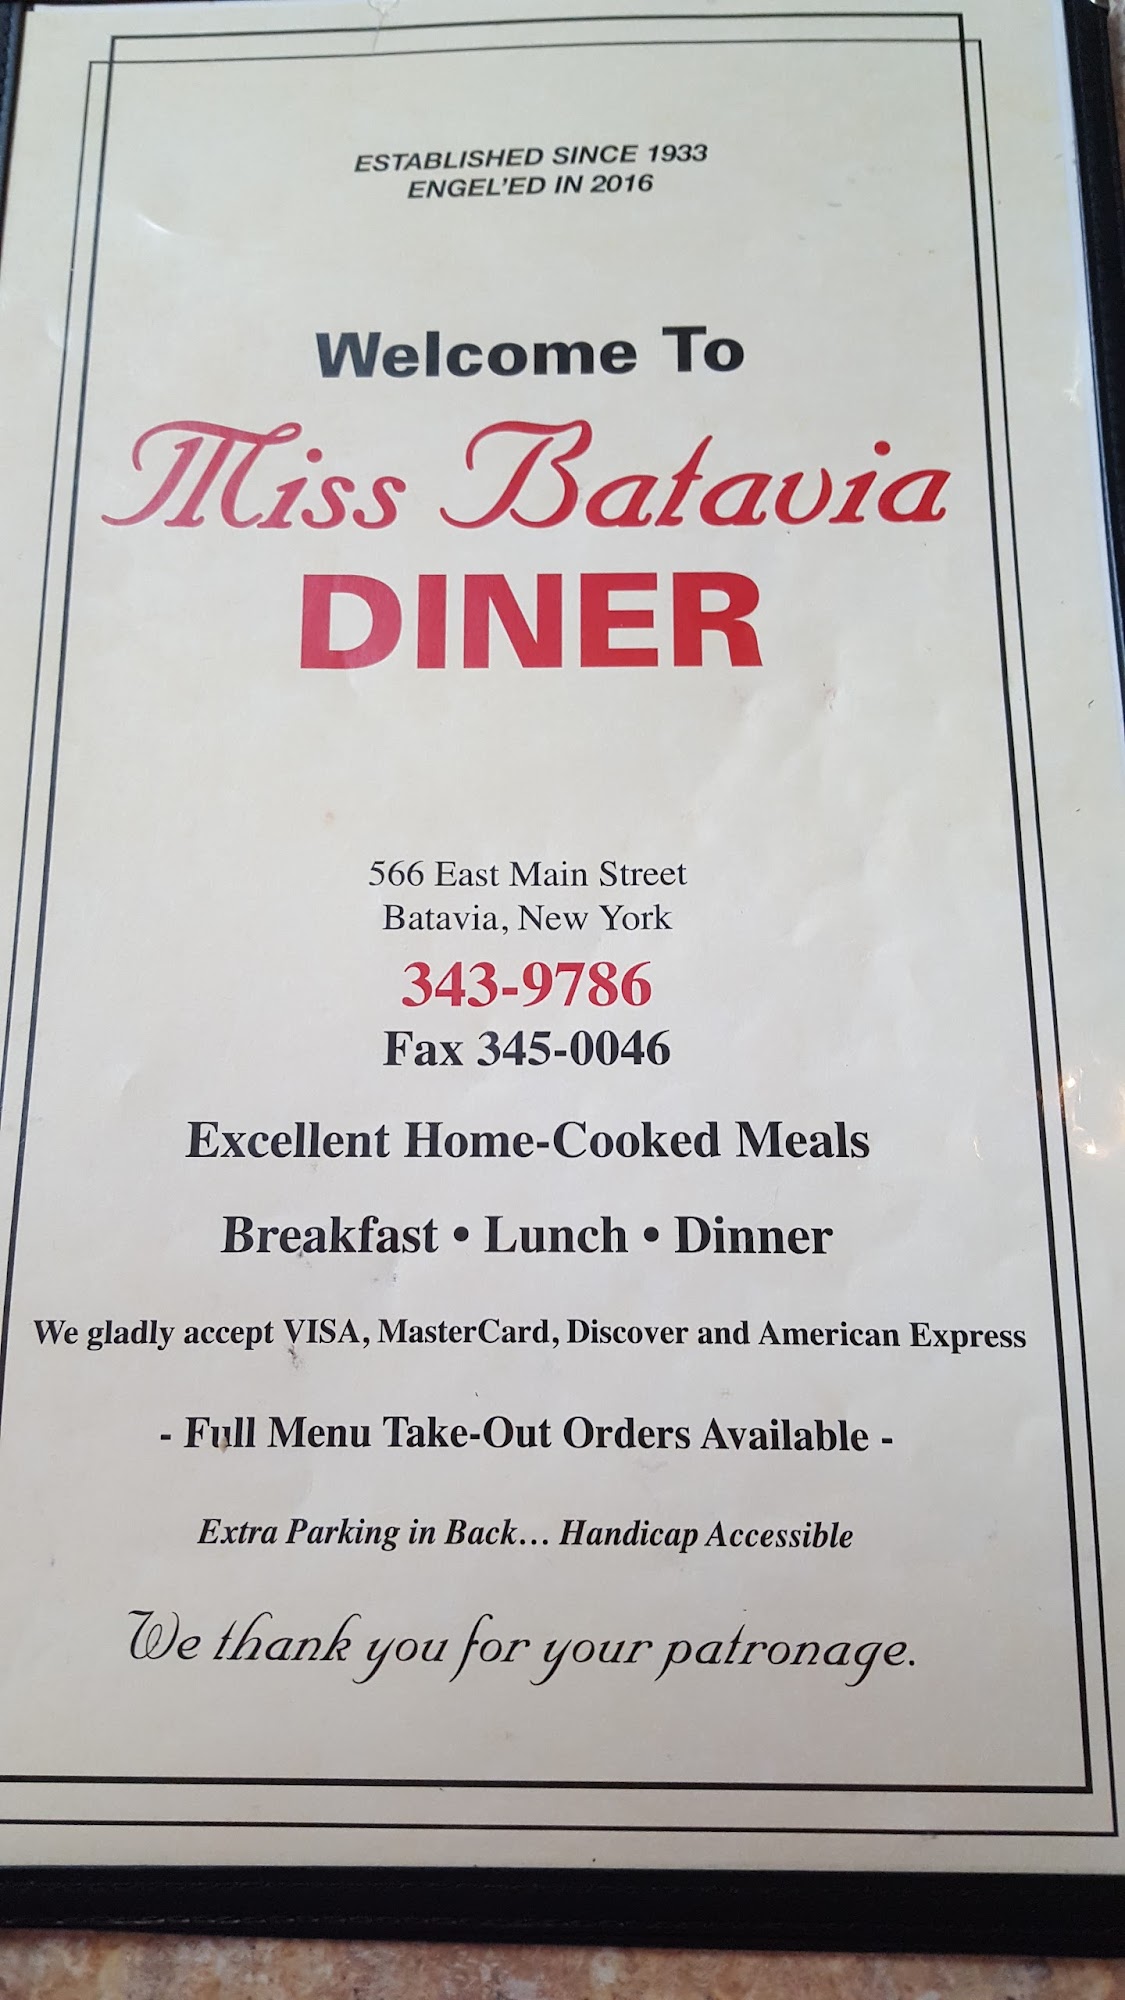 ESTABLISHED SINCE 1933
ENGEL'ED IN 2016
Welcome To
Miss Batavia
DINER
566 East Main Street
Batavia, New York
343-9786
Fax 345-0046
Excellent Home-Cooked Meals
Breakfast • Lunch • Dinner
We gladly accept VISA, MasterCard, Discover and American Express
- Full Menu Take-Out Orders Available -
Extra Parking in Back... Handicap Accessible
We thank you for your patronage.